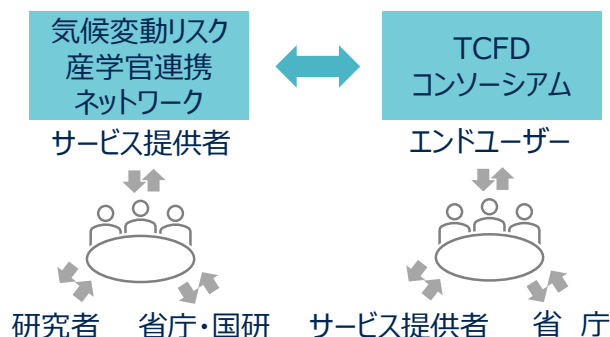 気候変動リスク
産学官連携
ネットワーク
TCFD
コンソーシアム
サービス提供者
エンドユーザー
研究者
省庁・国研
サービス提供者
省 庁